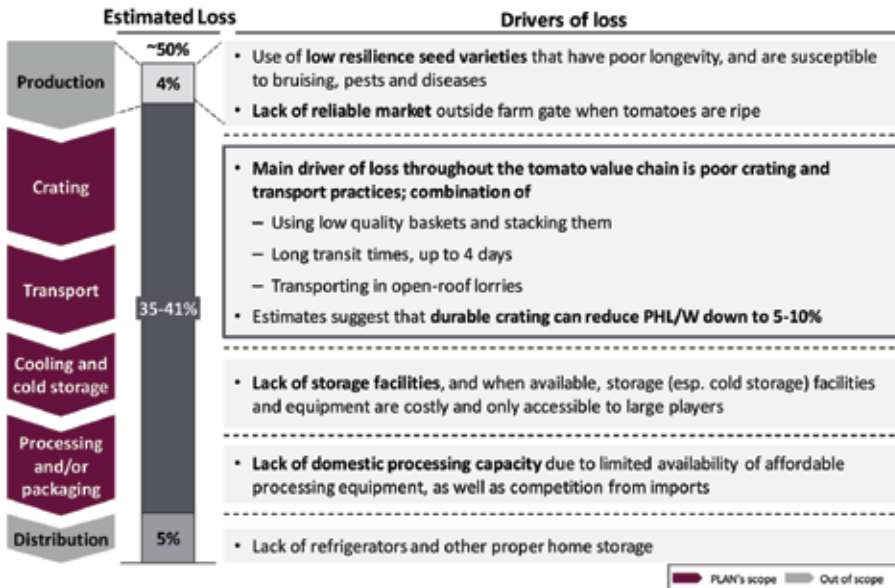 Estimated Loss
Drivers of loss
~50%
Production
4%
• Use of low resilience seed varieties that have poor longevity, and are susceptible
to bruising, pests and diseases
• Lack of reliable market outside farm gate when tomatoes are ripe
Crating
• Main driver of loss throughout the tomato value chain is poor crating and
transport practices; combination of
– Using low quality baskets and stacking them
– Long transit times, up to 4 days
– Transporting in open-roof lorries
• Estimates suggest that durable crating can reduce PHL/W down to 5-10%
Transport
35-41%
Cooling and
cold storage
• Lack of storage facilities, and when available, storage (esp. cold storage) facilities
and equipment are costly and only accessible to large players
Processing
and/or
packaging
• Lack of domestic processing capacity due to limited availability of affordable
processing equipment, as well as competition from imports
Distribution
5%
• Lack of refrigerators and other proper home storage
PLAN's scope
Out of scope